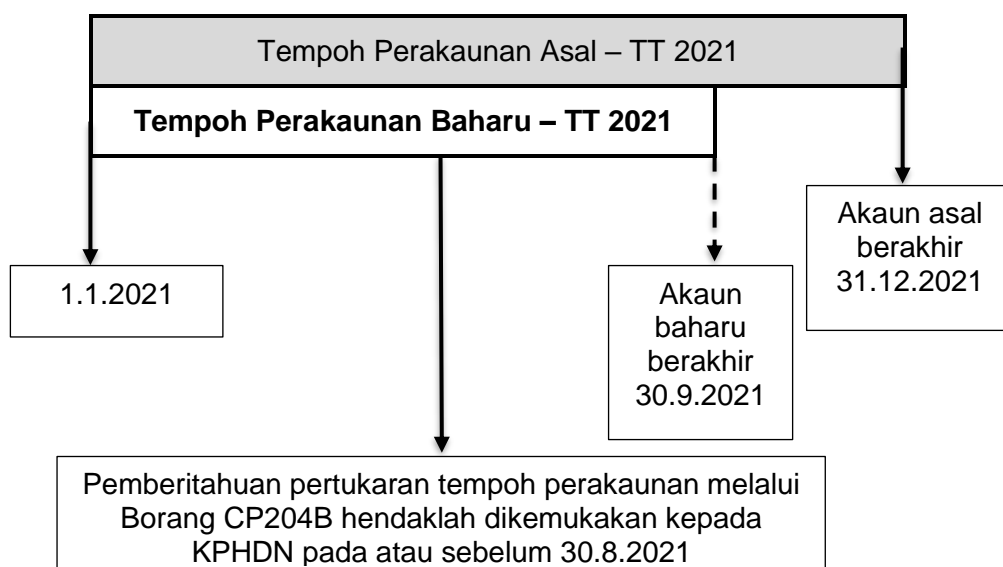 Tempoh Perakaunan Asal – TT 2021
Tempoh Perakaunan Baharu – TT 2021
1.1.2021
Akaun
baharu
berakhir
30.9.2021
Akaun asal
berakhir
31.12.2021
Pemberitahuan pertukaran tempoh perakaunan melalui
Borang CP204B hendaklah dikemukakan kepada
KPHDN pada atau sebelum 30.8.2021